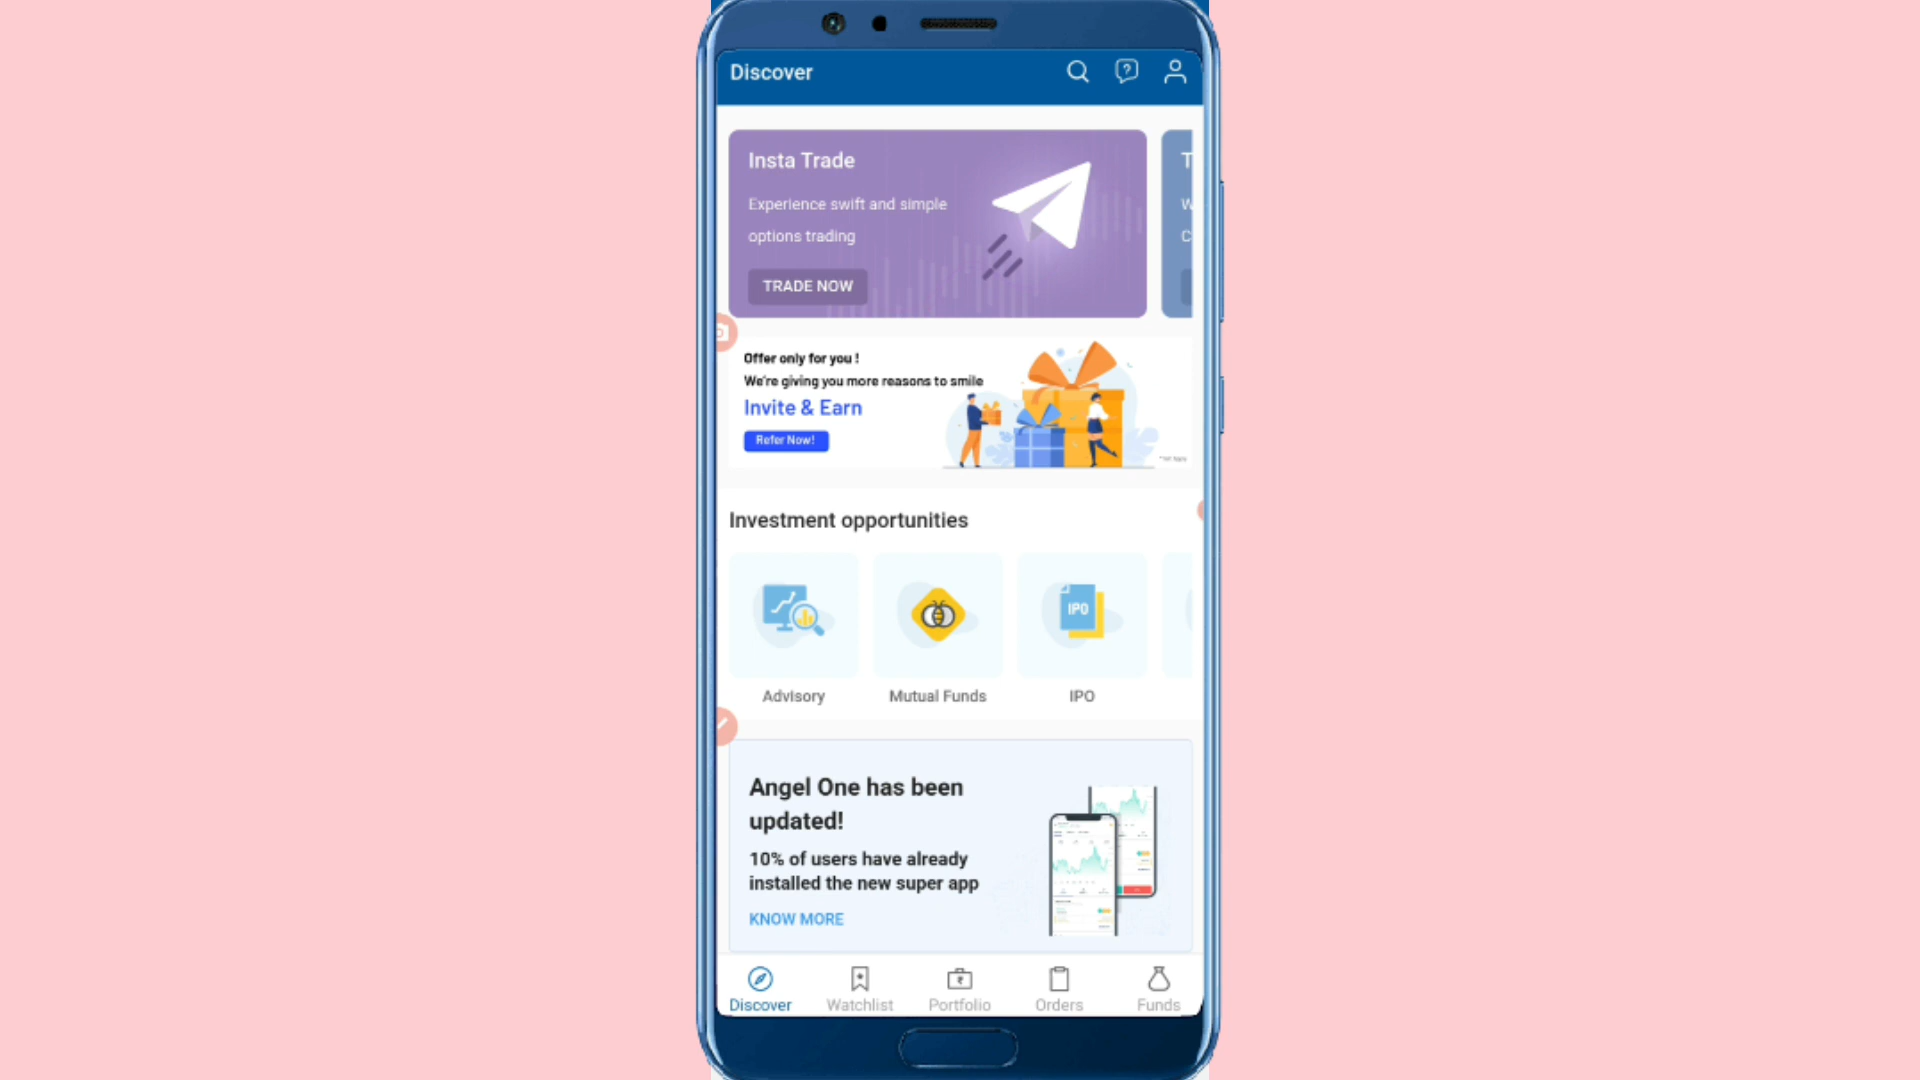 Discover
Insta Trade
Experience swift and simple
options trading
TRADE NOW
T
W
C
Offer only for you !
We're giving you more reasons to smile
Invite & Earn
Refer Now!
Investment opportunities
IPO
Advisory
Mutual Funds
IPO
Angel One has been
updated!
10% of users have already
installed the new super app
KNOW MORE
Discover
Watchlist
Portfolio
Orders
Funds